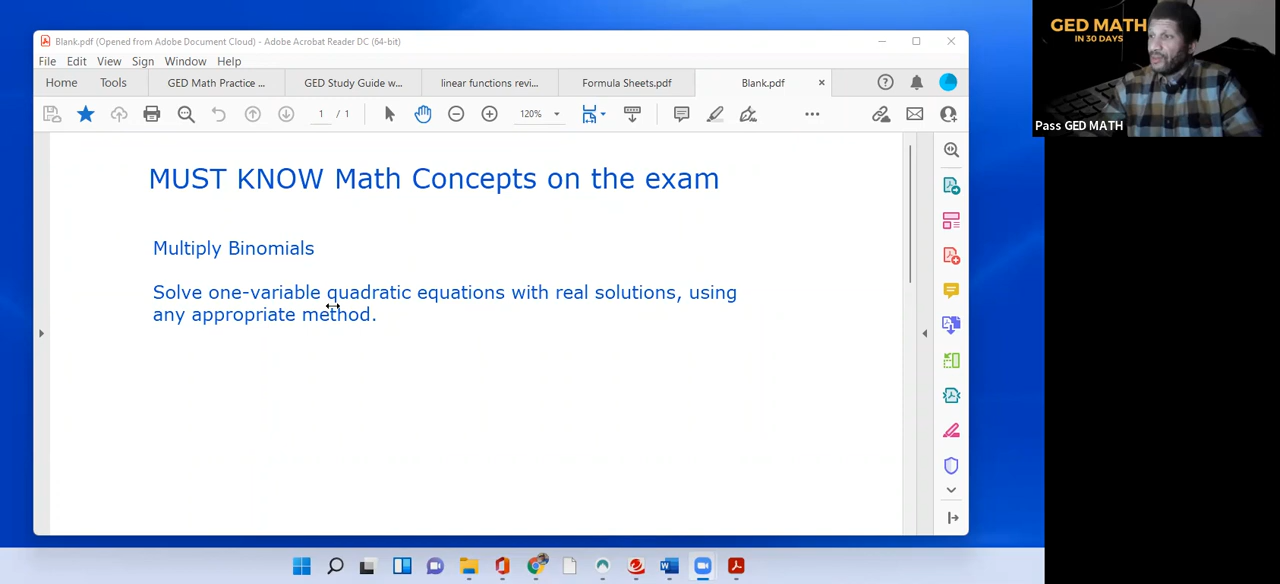 GED MATH
IN 30 DAYS
Pass GED MATH
Blank.pdf (Opened from Adobe Document Cloud) - Adobe Acrobat Reader DC (64-bit)
File Edit View Sign Window Help
Home Tools GED Math Practice ... GED Study Guide w... linear functions revi... Formula Sheets.pdf Blank.pdf
1 / 1 120%
MUST KNOW Math Concepts on the exam
Multiply Binomials
Solve one-variable quadratic equations with real solutions, using
any appropriate method.